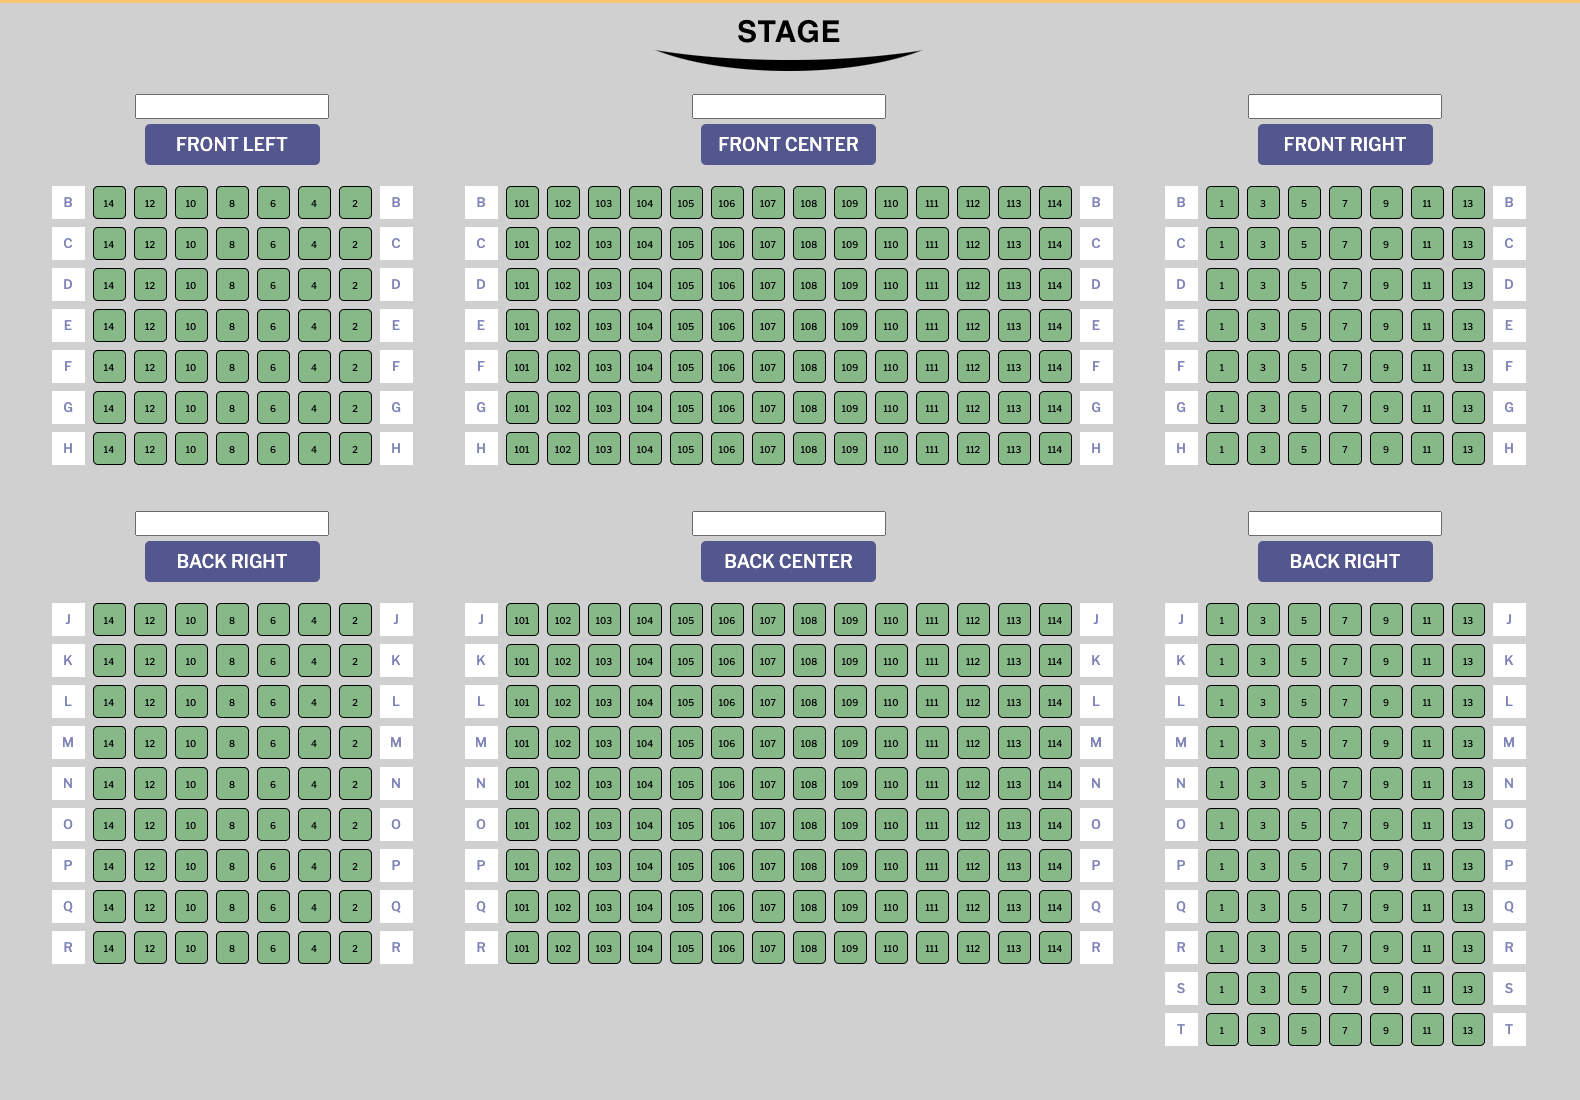 STAGE
FRONT LEFT FRONT CENTER FRONT RIGHT
B 14 12 10 8 6 4 2 B B 101 102 103 104 105 106 107 108 109 110 111 112 113 114 B B 1 3 5 7 9 11 13 B
C 14 12 10 8 6 4 2 C C 101 102 103 104 105 106 107 108 109 110 111 112 113 114 C C 1 3 5 7 9 11 13 C
D 14 12 10 8 6 4 2 D D 101 102 103 104 105 106 107 108 109 110 111 112 113 114 D D 1 3 5 7 9 11 13 D
E 14 12 10 8 6 4 2 E E 101 102 103 104 105 106 107 108 109 110 111 112 113 114 E E 1 3 5 7 9 11 13 E
F 14 12 10 8 6 4 2 F F 101 102 103 104 105 106 107 108 109 110 111 112 113 114 F F 1 3 5 7 9 11 13 F
G 14 12 10 8 6 4 2 G G 101 102 103 104 105 106 107 108 109 110 111 112 113 114 G G 1 3 5 7 9 11 13 G
H 14 12 10 8 6 4 2 H H 101 102 103 104 105 106 107 108 109 110 111 112 113 114 H H 1 3 5 7 9 11 13 H
BACK RIGHT BACK CENTER BACK RIGHT
J 14 12 10 8 6 4 2 J J 101 102 103 104 105 106 107 108 109 110 111 112 113 114 J J 1 3 5 7 9 11 13 J
K 14 12 10 8 6 4 2 K K 101 102 103 104 105 106 107 108 109 110 111 112 113 114 K K 1 3 5 7 9 11 13 K
L 14 12 10 8 6 4 2 L L 101 102 103 104 105 106 107 108 109 110 111 112 113 114 L L 1 3 5 7 9 11 13 L
M 14 12 10 8 6 4 2 M M 101 102 103 104 105 106 107 108 109 110 111 112 113 114 M M 1 3 5 7 9 11 13 M
N 14 12 10 8 6 4 2 N N 101 102 103 104 105 106 107 108 109 110 111 112 113 114 N N 1 3 5 7 9 11 13 N
O 14 12 10 8 6 4 2 O O 101 102 103 104 105 106 107 108 109 110 111 112 113 114 O O 1 3 5 7 9 11 13 O
P 14 12 10 8 6 4 2 P P 101 102 103 104 105 106 107 108 109 110 111 112 113 114 P P 1 3 5 7 9 11 13 P
Q 14 12 10 8 6 4 2 Q Q 101 102 103 104 105 106 107 108 109 110 111 112 113 114 Q Q 1 3 5 7 9 11 13 Q
R 14 12 10 8 6 4 2 R R 101 102 103 104 105 106 107 108 109 110 111 112 113 114 R R 1 3 5 7 9 11 13 R
S 1 3 5 7 9 11 13 S
T 1 3 5 7 9 11 13 T